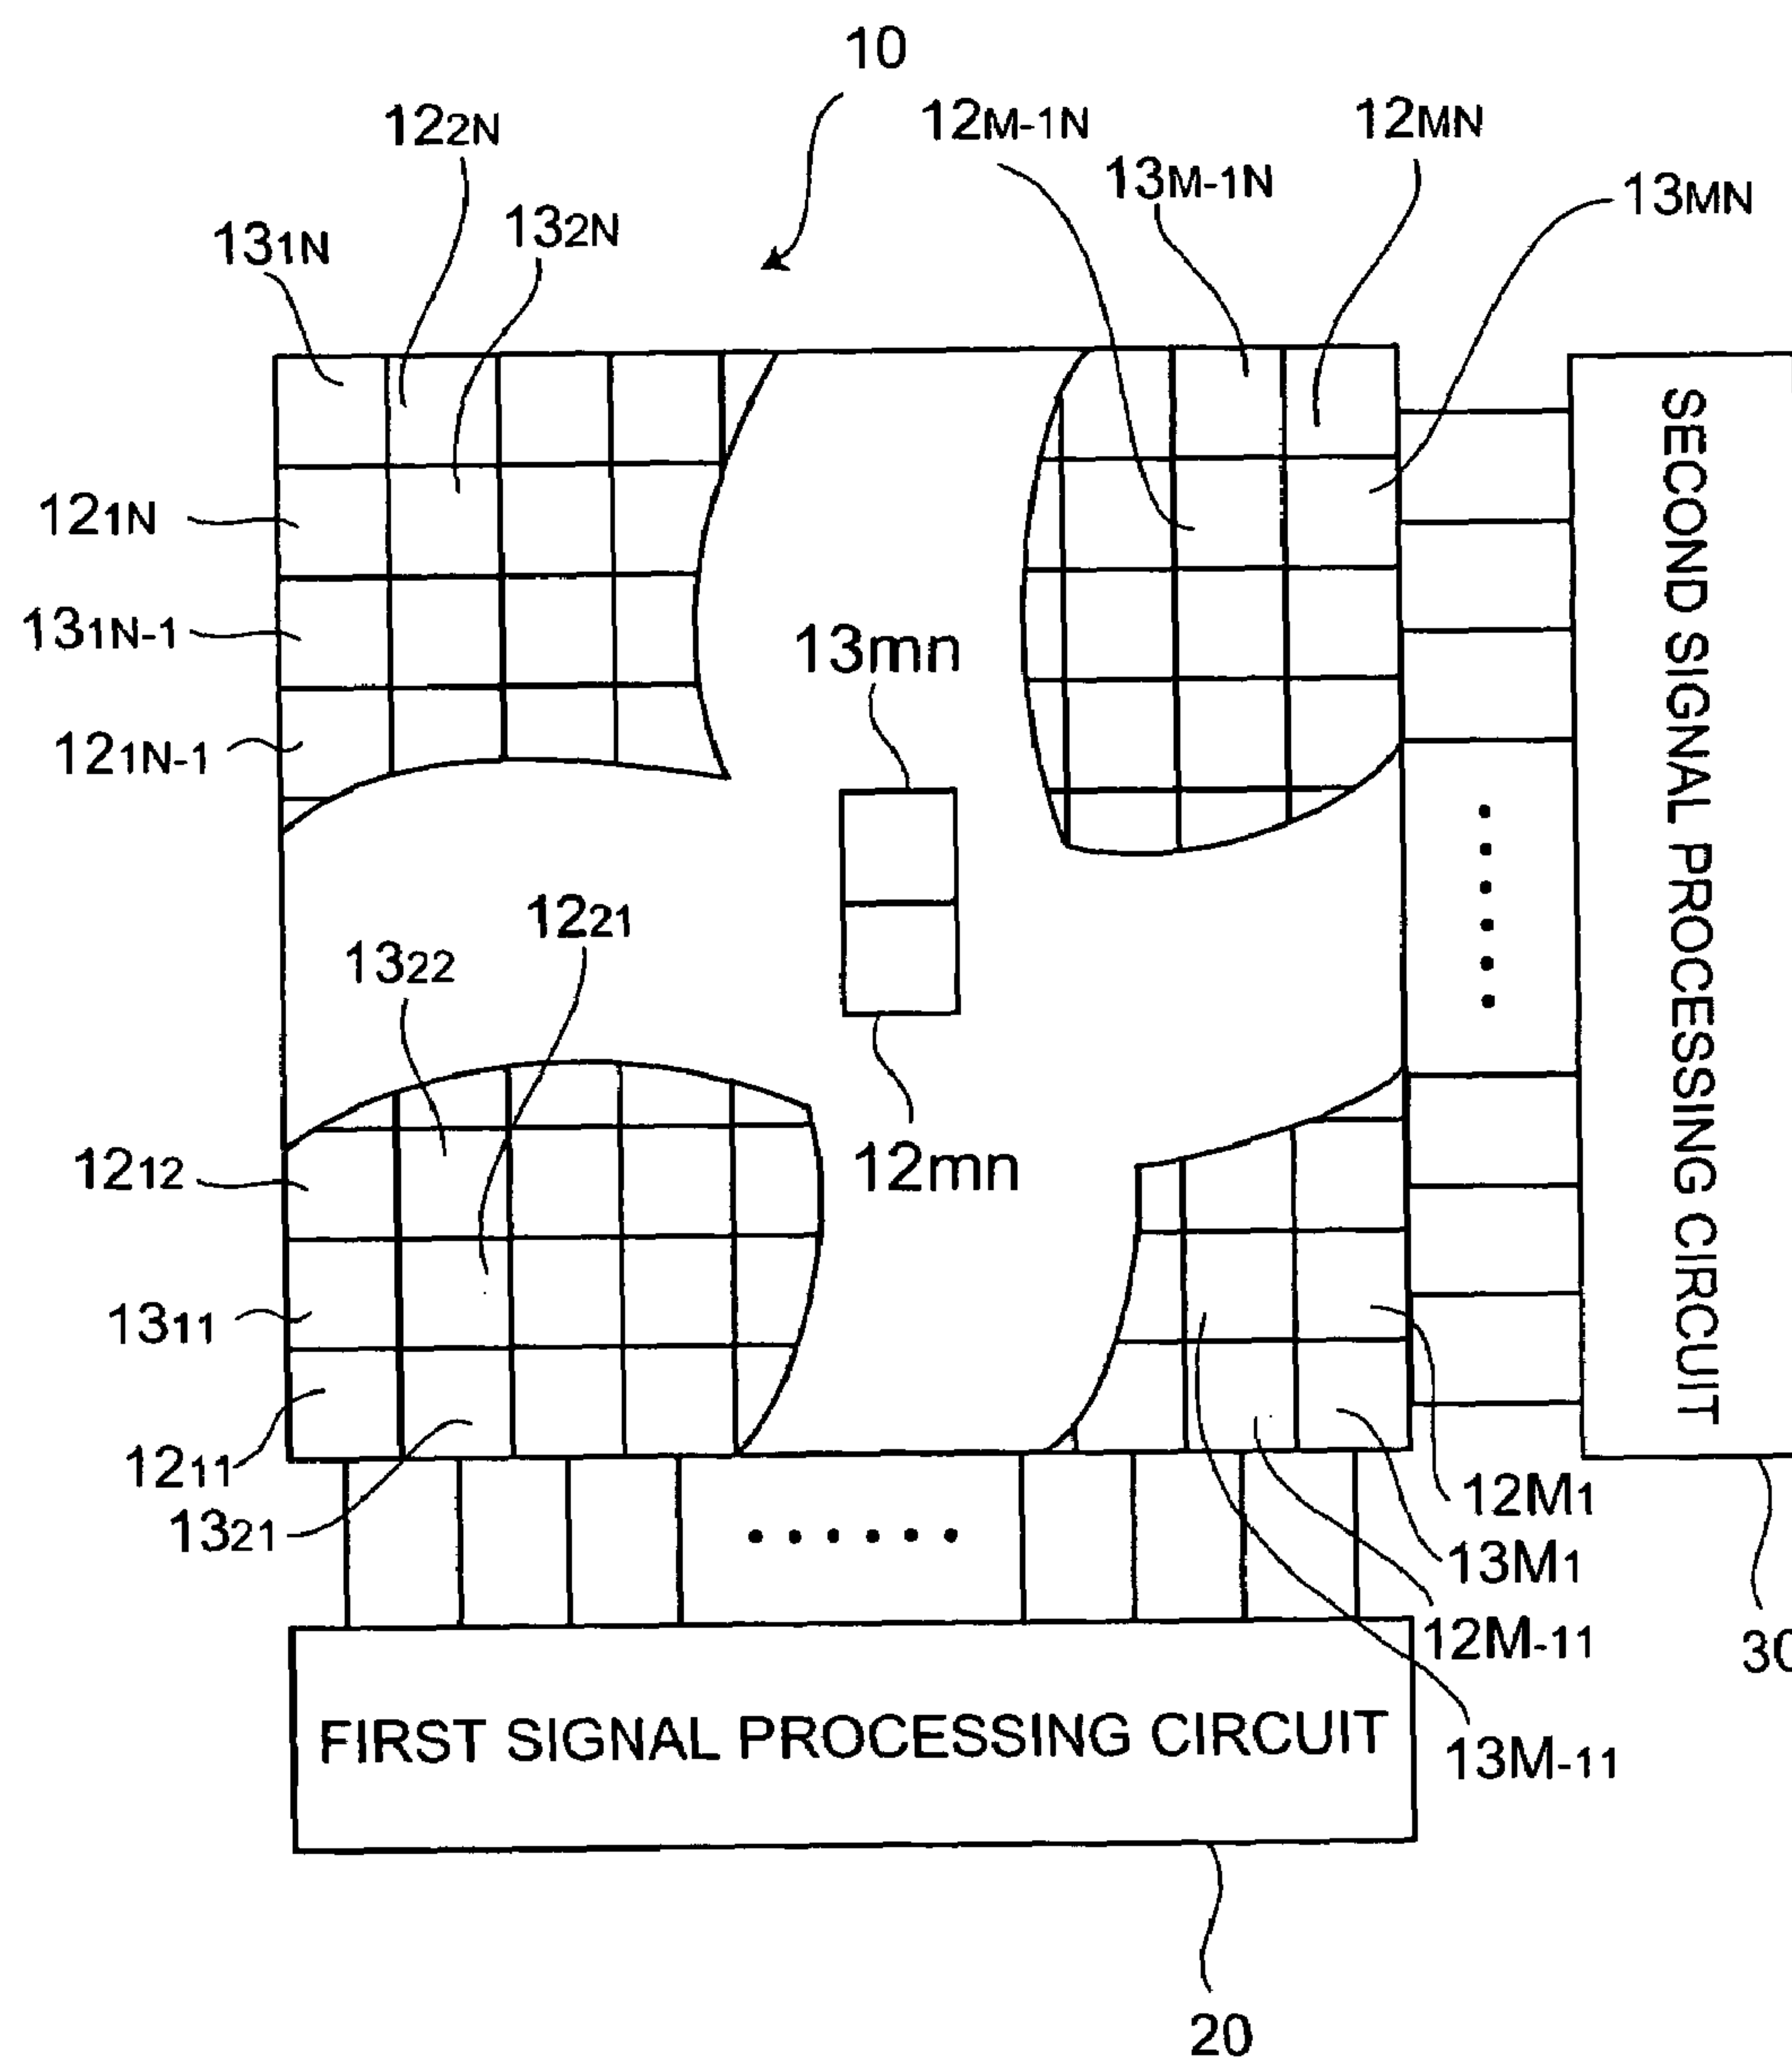 10
122N
12M-1N
12MN
13M-1N
13MN
132N
131N
121N
131N-1
121N-1
13mn
1221
1322
12mn
1212
1311
1211
1321
12M1
13M1
12M-11
13M-11
SECOND SIGNAL PROCESSING CIRCUIT
30
FIRST SIGNAL PROCESSING CIRCUIT
20